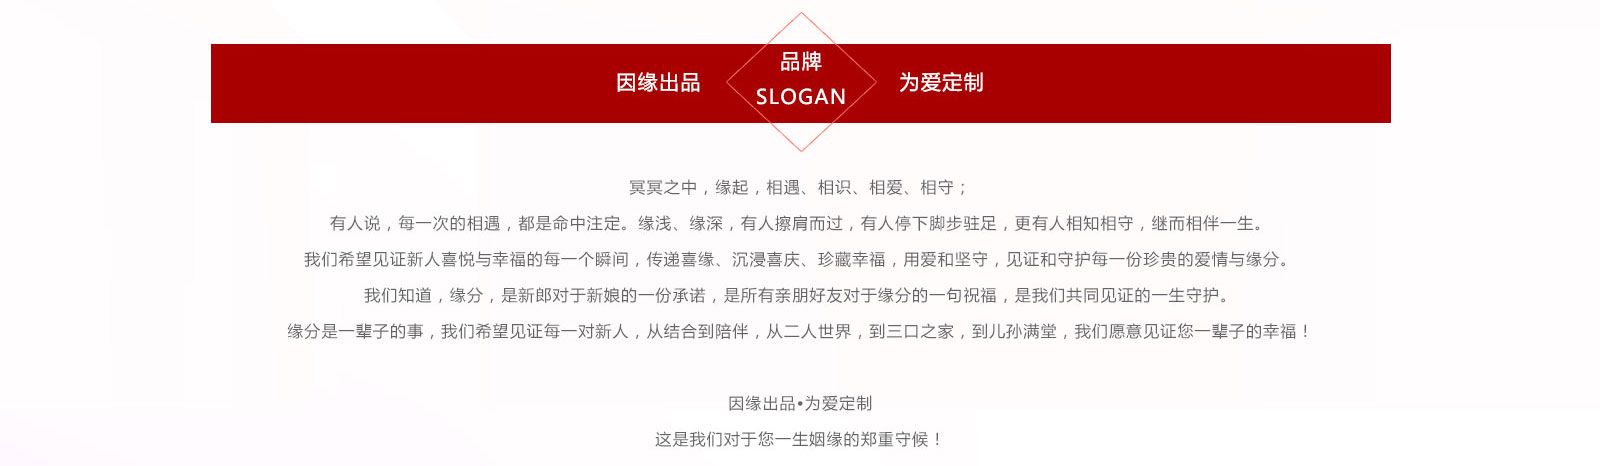 因缘出品
品牌
SLOGAN
为爱定制
冥冥之中，缘起，相遇、相识、相爱、相守；
有人说，每一次的相遇，都是命中注定。缘浅、缘深，有人擦肩而过，有人停下脚步驻足，更有人相知相守，继而相伴一生。
我们希望见证新人喜悦与幸福的每一个瞬间，传递喜缘、沉浸喜庆、珍藏幸福，用爱和坚守，见证和守护每一份珍贵的爱情与缘分。
我们知道，缘分，是新郎对于新娘的一份承诺，是所有亲朋好友对于缘分的一句祝福，是我们共同见证的一生守护。
缘分是一辈子的事，我们希望见证每一对新人，从结合到陪伴，从二人世界，到三口之家，到儿孙满堂，我们愿意见证您一辈子的幸福！
因缘出品•为爱定制
这是我们对于您一生姻缘的郑重守候！